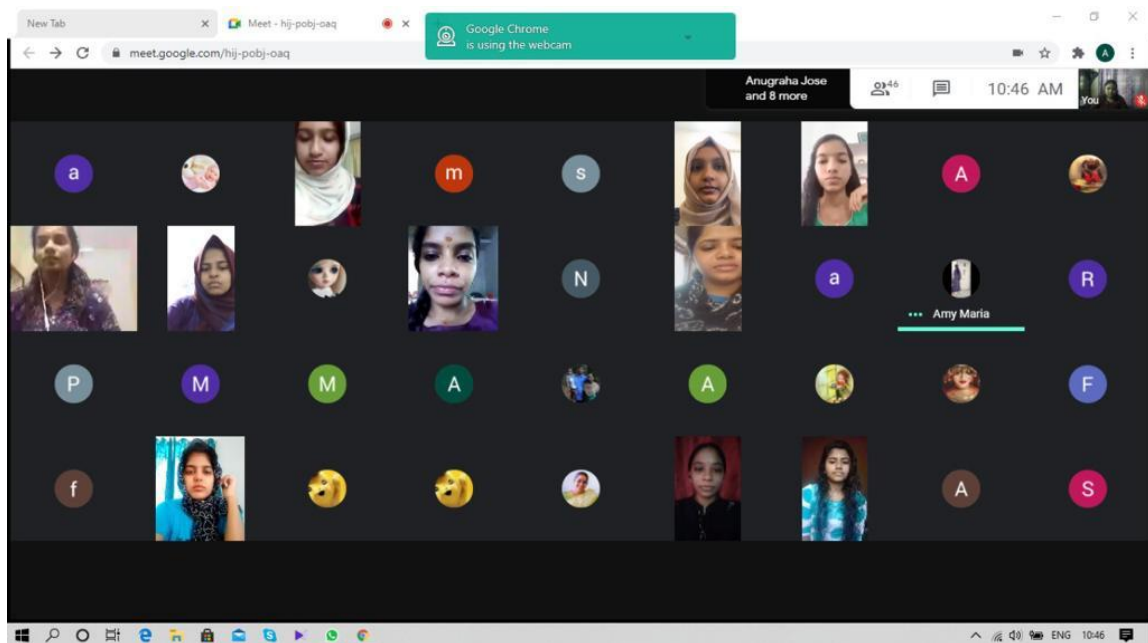 New Tab
Meet - hij-pobj-oaq
Google Chrome
is using the webcam
meet.google.com/hij-pobj-oaq
A
Anugraha Jose
and 8 more
46
10:46 AM
You
a
m
s
A
N
a
Amy Maria
R
P
M
M
A
A
F
f
A
S
ENG
10:46